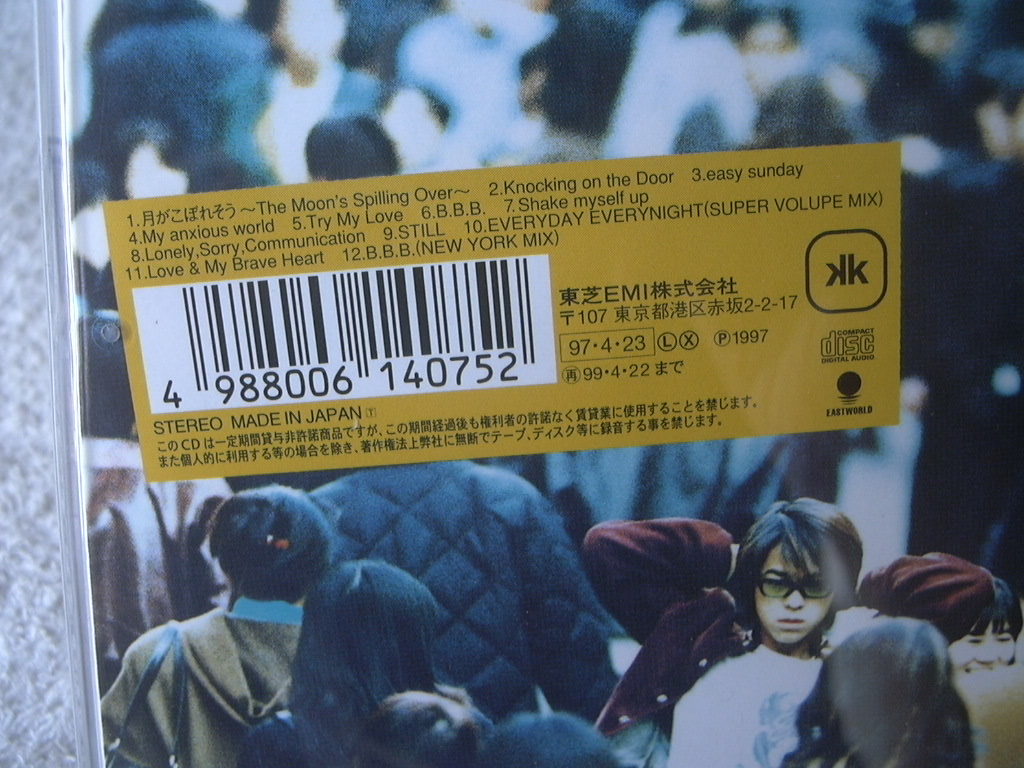 1.月がこぼれそう ～The Moon's Spilling Over～ 2.Knocking on the Door 3.easy sunday
4.My anxious world 5.Try My Love 6.B.B.B. 7.Shake myself up
8.Lonely,Sorry,Communication 9.STILL 10.EVERYDAY EVERYNIGHT(SUPER VOLUPE MIX)
11.Love & My Brave Heart 12.B.B.B.(NEW YORK MIX)
kk
東芝EMI株式会社
〒107 東京都港区赤坂2-2-17
97・4・23 Ⓛ Ⓧ Ⓟ1997
㊢99・4・22 まで
COMPACT
disc
DIGITAL AUDIO
EASTWORLD
4 988006 140752
STEREO MADE IN JAPAN Ⓣ
このCDは一定期間貸与非許諾商品ですが、この期間経過後も権利者の許諾なく賃貸業に使用することを禁じます。
また個人的に利用する等の場合を除き、著作権法上弊社に無断でテープ、ディスク等に録音する事を禁じます。